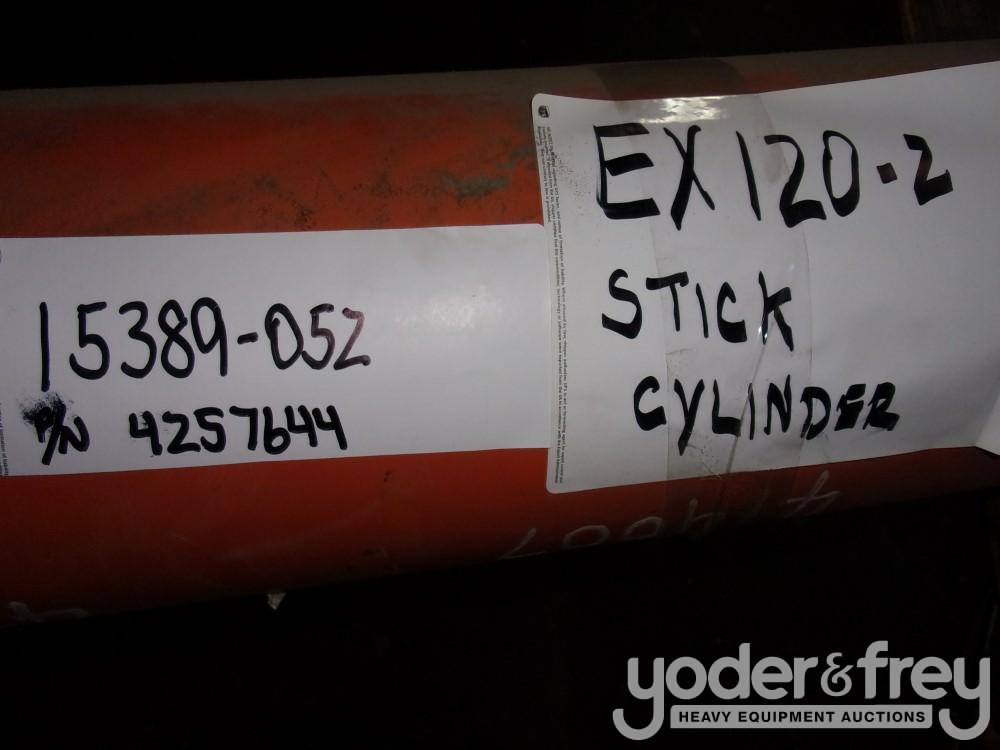 15389-052
P/N 4257644
EX120-2
STICK
CYLINDER
yoder&frey
HEAVY EQUIPMENT AUCTIONS